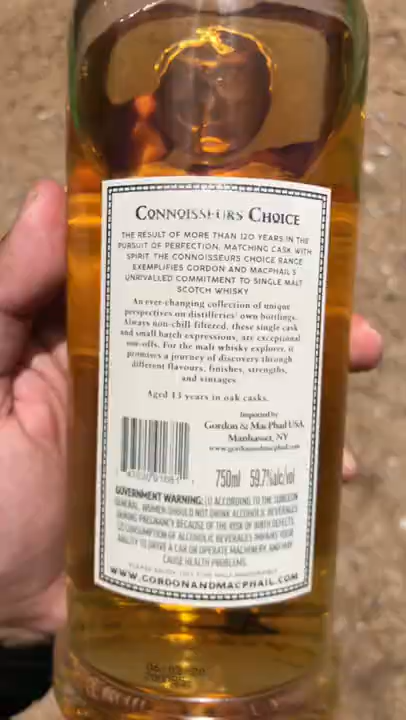 CONNOISSEURS CHOICE
THE RESULT OF MORE THAN 120 YEARS IN THE
PURSUIT OF PERFECTION, MATCHING CASK WITH
SPIRIT. THE CONNOISSEURS CHOICE RANGE
EXEMPLIFIES GORDON AND MACPHAIL'S
UNRIVALLED COMMITMENT TO SINGLE MALT
SCOTCH WHISKY
An ever-changing collection of unique
perspectives on distilleries' own bottlings.
Always non-chill filtered, these single cask
and small batch expressions, are exceptional
one-offs. For the malt whisky explorer, it
promises a journey of discovery through
different flavours, finishes, strengths,
and vintages.
Aged 13 years in oak casks.
Imported by
Gordon & MacPhail USA,
Manhasset, NY
www.gordonandmacphail.com
750ml 59.7%alc/vol
GOVERNMENT WARNING: (1) ACCORDING TO THE SURGEON
GENERAL, WOMEN SHOULD NOT DRINK ALCOHOLIC BEVERAGES
DURING PREGNANCY BECAUSE OF THE RISK OF BIRTH DEFECTS.
(2) CONSUMPTION OF ALCOHOLIC BEVERAGES IMPAIRS YOUR
ABILITY TO DRIVE A CAR OR OPERATE MACHINERY, AND MAY
CAUSE HEALTH PROBLEMS.
WWW.GORDONANDMACPHAIL.COM